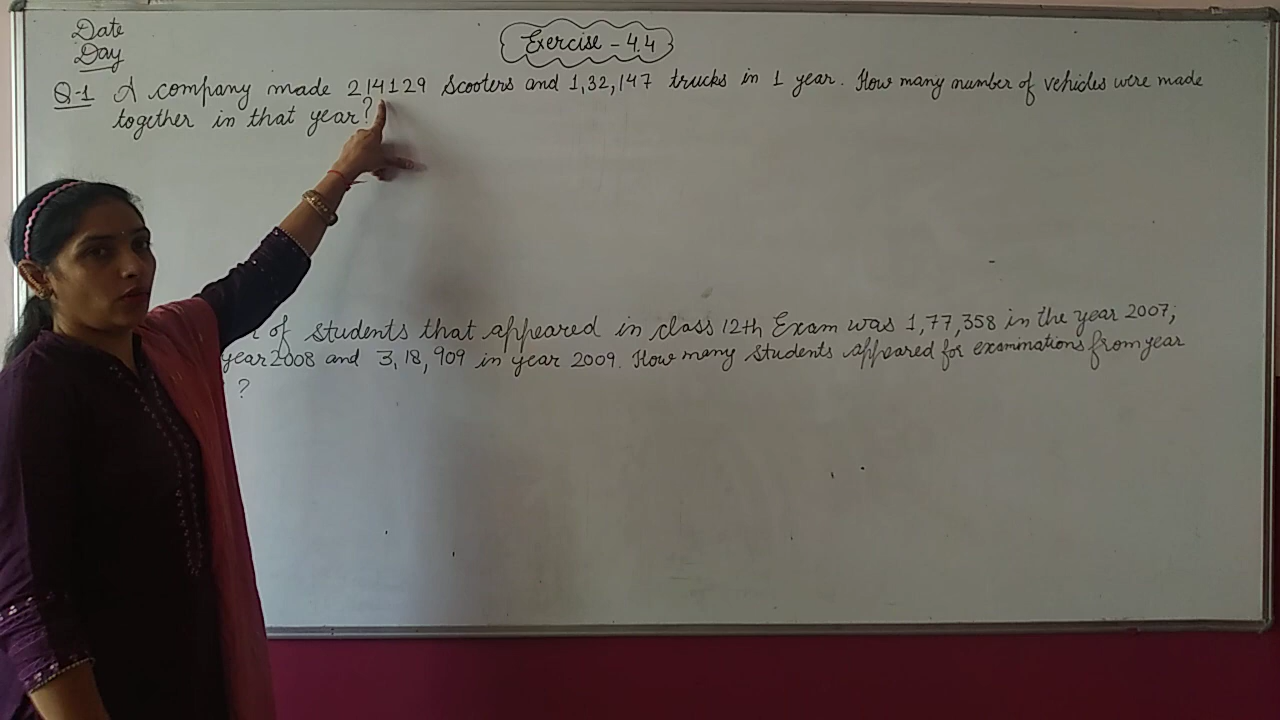 Date
Day
Exercise - 4.4
Q-1 A company made 214129 Scooters and 1,32,147 trucks in 1 year. How many number of vehicles were made
together in that year?
of students that appeared in class 12th Exam was 1,77,358 in the year 2007;
year 2008 and 3,18,909 in year 2009. How many students appeared for examinations from year
?